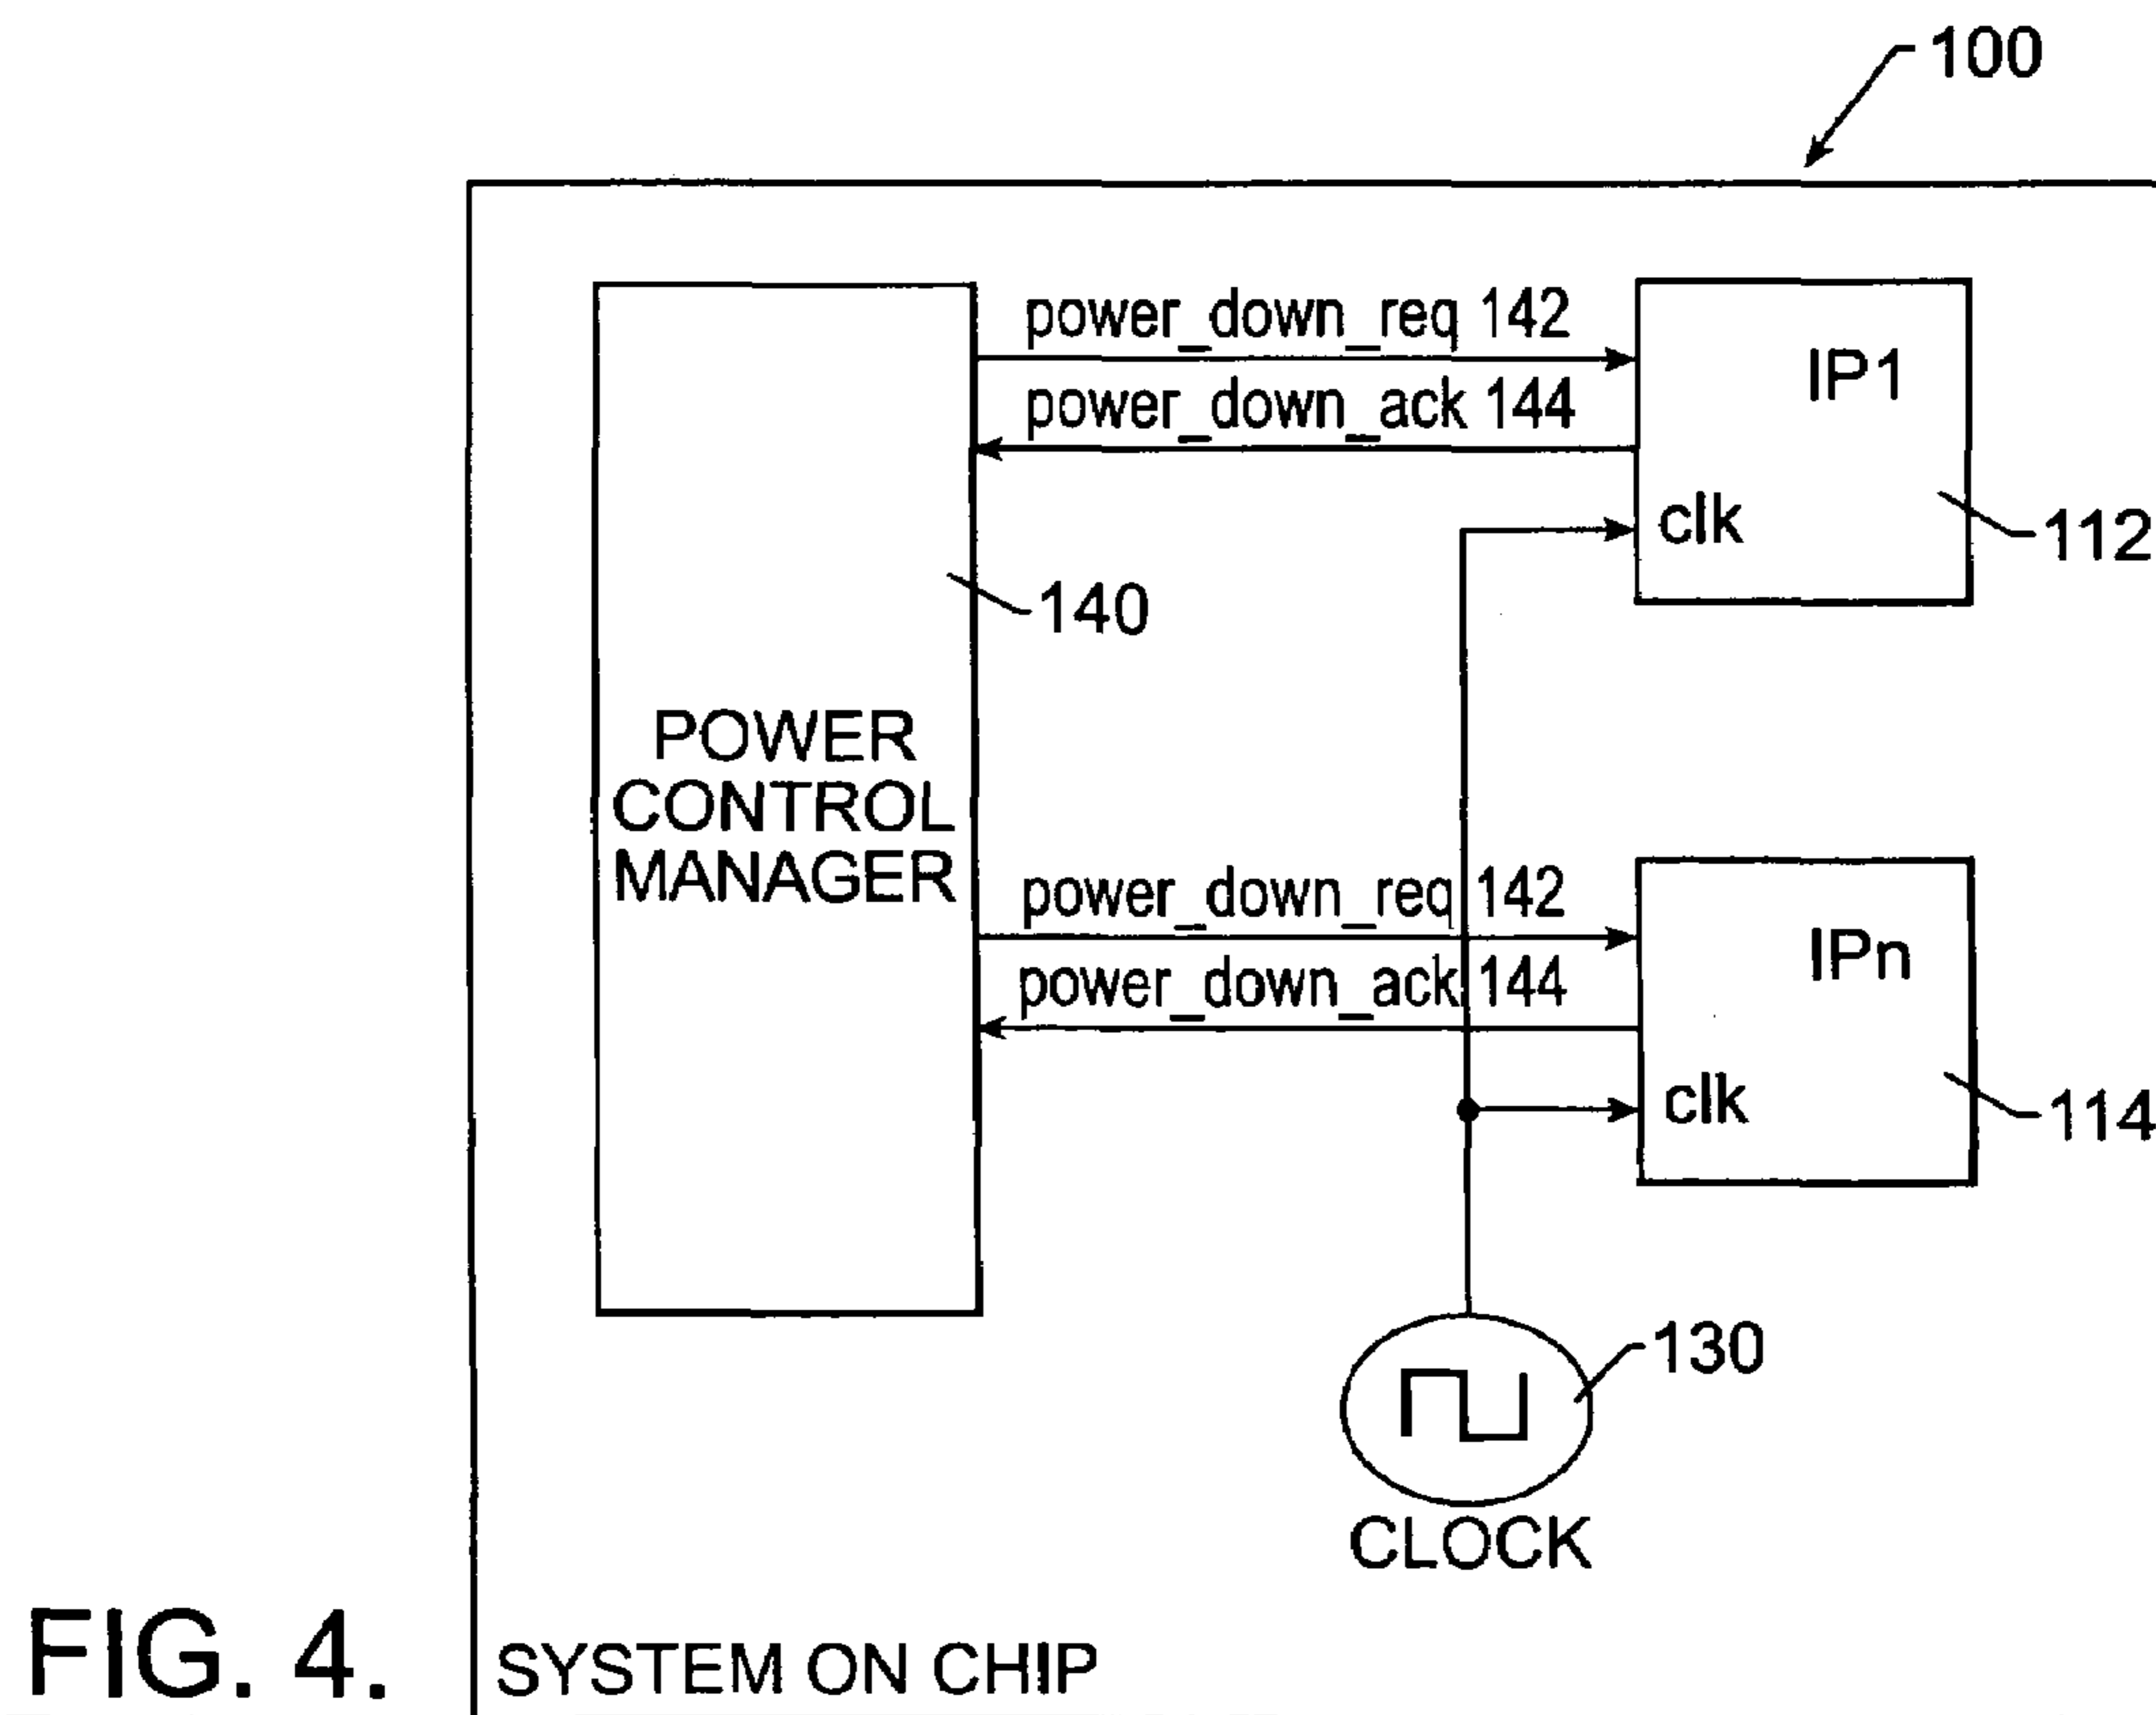 100
power_down_req 142
IP1
power_down_ack 144
clk
112
140
POWER
CONTROL
MANAGER
power_down_req 142
IPn
power_down_ack 144
clk
114
130
CLOCK
FIG. 4.
SYSTEM ON CHIP